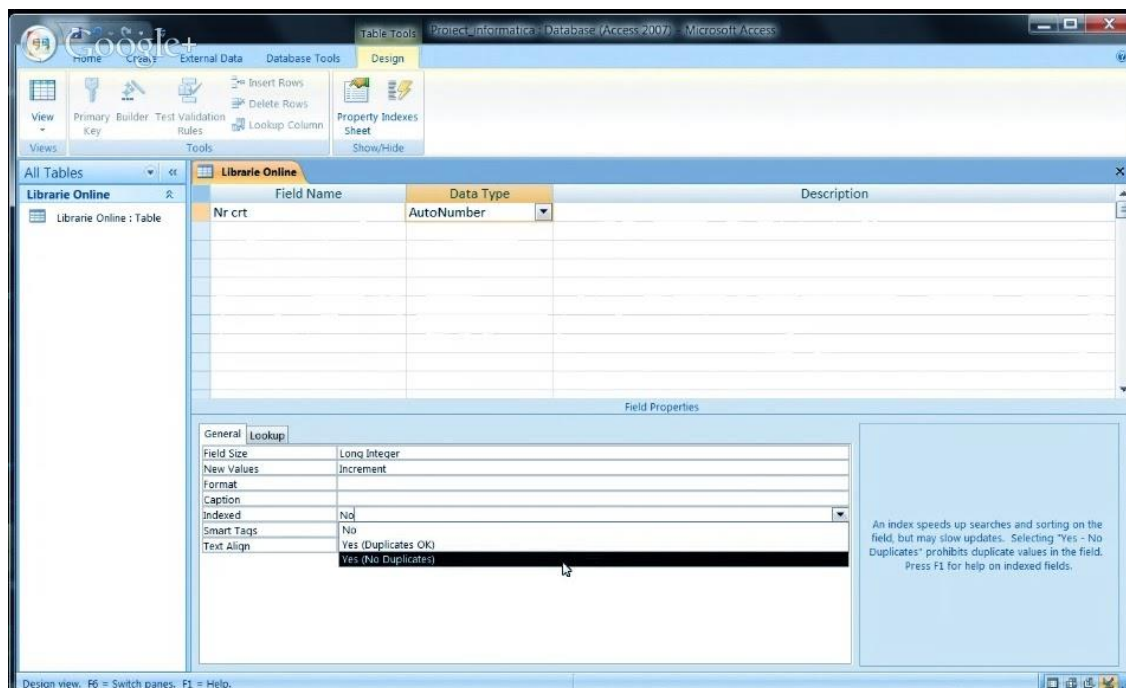 Google+
Table Tools
Proiect_informatica : Database (Access 2007) - Microsoft Access
Home Create External Data Database Tools Design
View
Primary Key
Builder
Test Validation Rules
Insert Rows
Delete Rows
Lookup Column
Property Sheet
Indexes
Views Tools Show/Hide
All Tables
Librarie Online
Librarie Online : Table
Librarie Online
Field Name Data Type Description
Nr crt AutoNumber
Field Properties
General Lookup
Field Size Long Integer
New Values Increment
Format
Caption
Indexed No
Smart Tags No
Text Align Yes (Duplicates OK)
Yes (No Duplicates)
An index speeds up searches and sorting on the
field, but may slow updates. Selecting "Yes - No
Duplicates" prohibits duplicate values in the field.
Press F1 for help on indexed fields.
Design view. F6 = Switch panes. F1 = Help.